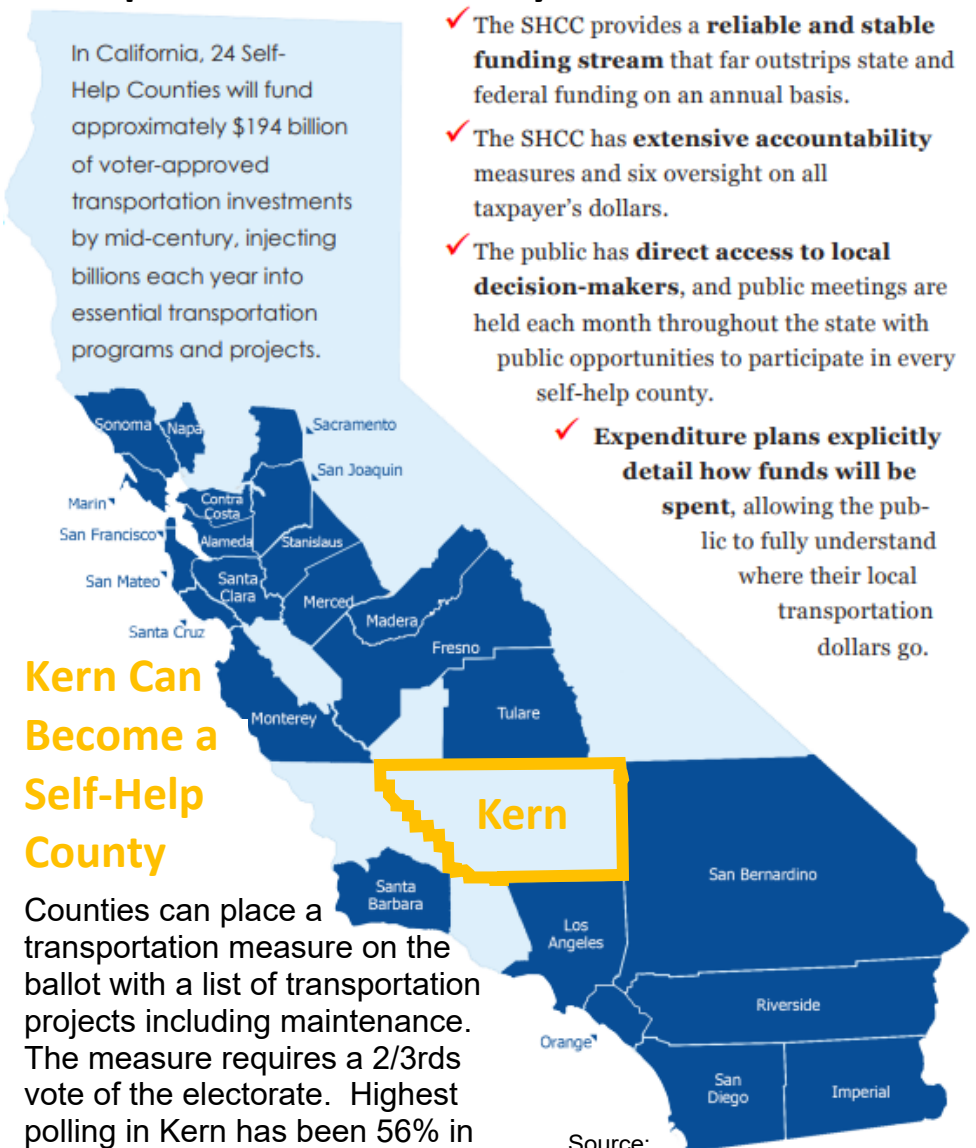 In California, 24 Self-
Help Counties will fund
approximately $194 billion
of voter-approved
transportation investments
by mid-century, injecting
billions each year into
essential transportation
programs and projects.
✓ The SHCC provides a reliable and stable
funding stream that far outstrips state and
federal funding on an annual basis.
✓ The SHCC has extensive accountability
measures and six oversight on all
taxpayer’s dollars.
✓ The public has direct access to local
decision-makers, and public meetings are
held each month throughout the state with
public opportunities to participate in every
self-help county.
✓ Expenditure plans explicitly
detail how funds will be
spent, allowing the pub-
lic to fully understand
where their local
transportation
dollars go.
Sonoma
Napa
Sacramento
San Joaquin
Marin
Contra
Costa
San Francisco
Alameda
Stanislaus
San Mateo
Santa
Clara
Merced
Santa Cruz
Madera
Fresno
Monterey
Tulare
Kern Can
Become a
Self-Help
County
Kern
Santa
Barbara
San Bernardino
Los
Angeles
Riverside
Orange
San
Diego
Imperial
Counties can place a
transportation measure on the
ballot with a list of transportation
projects including maintenance.
The measure requires a 2/3rds
vote of the electorate.  Highest
polling in Kern has been 56% in
Source: